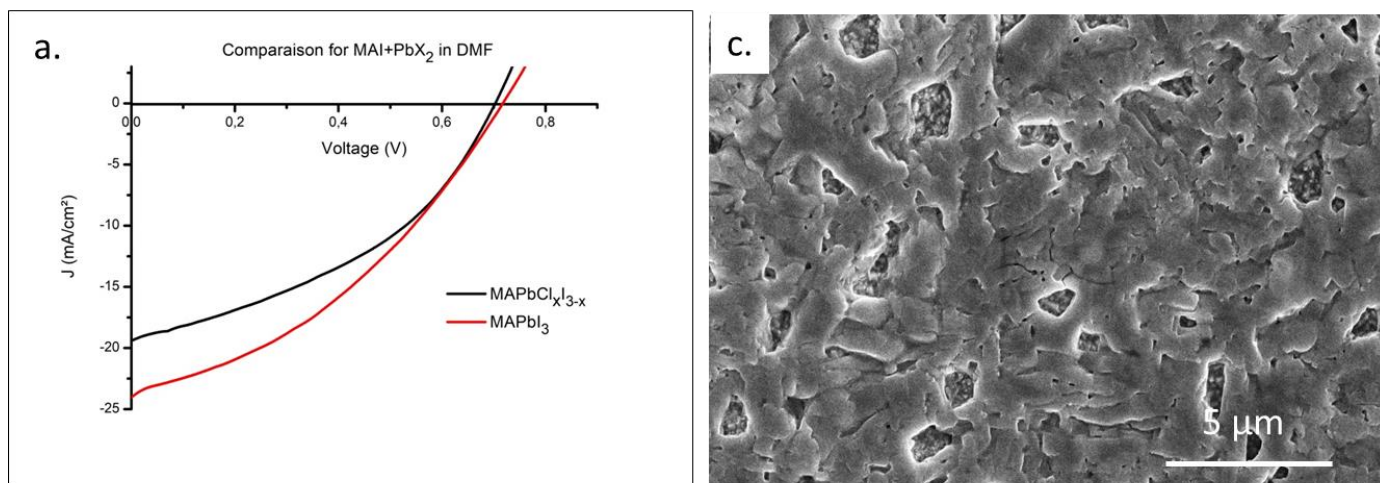 a.
Comparaison for MAI+PbX₂ in DMF
0
0,0
0,2
0,4
0,6
0,8
Voltage (V)
-5
-10
-15
-20
-25
J (mA/cm²)
MAPbClₓI₃₋ₓ
MAPbI₃
c.
5 µm